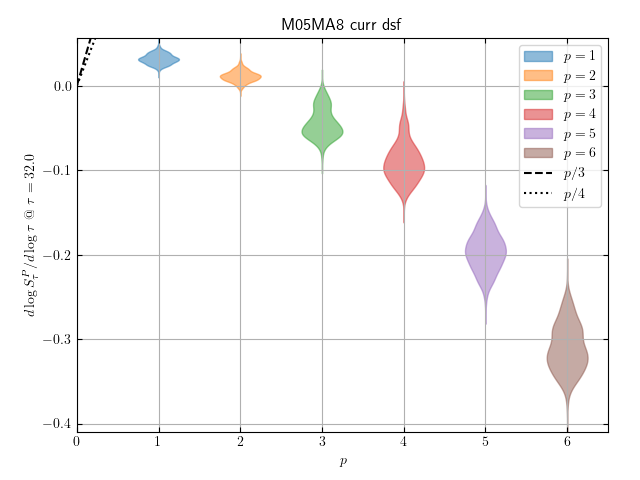 M05MA8 curr dsf
d log S_τ^P / d log τ @ τ = 32.0
0.0
−0.1
−0.2
−0.3
−0.4
0 1 2 3 4 5 6
p
p = 1
p = 2
p = 3
p = 4
p = 5
p = 6
p/3
p/4